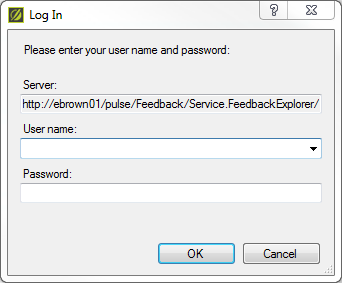 Log In
Please enter your user name and password:
Server:
http://ebrown01/pulse/Feedback/Service.FeedbackExplorer/
User name:
Password:
OK
Cancel